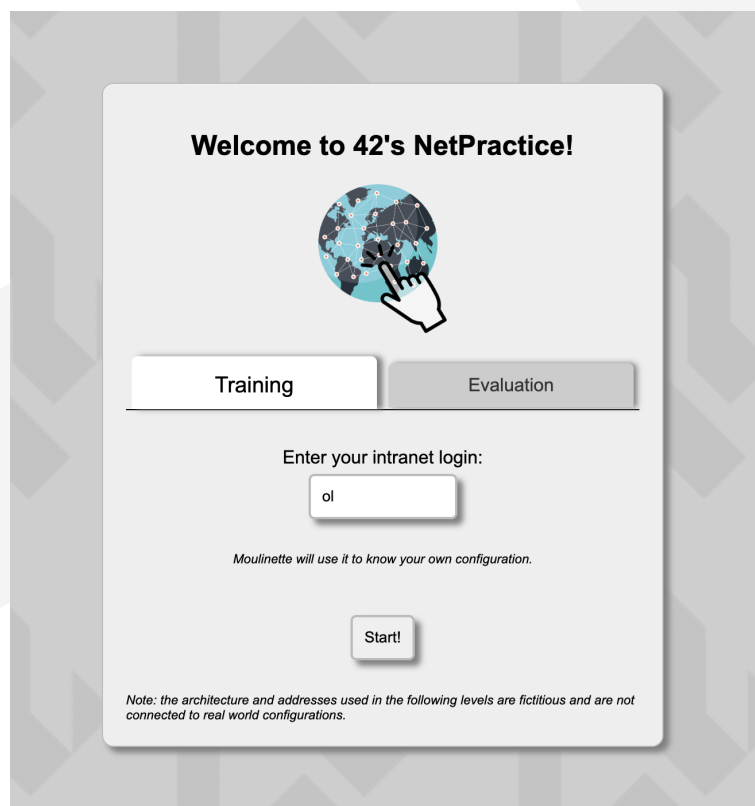 Welcome to 42's NetPractice!
Training
Evaluation
Enter your intranet login:
ol
Moulinette will use it to know your own configuration.
Start!
Note: the architecture and addresses used in the following levels are fictitious and are not
connected to real world configurations.